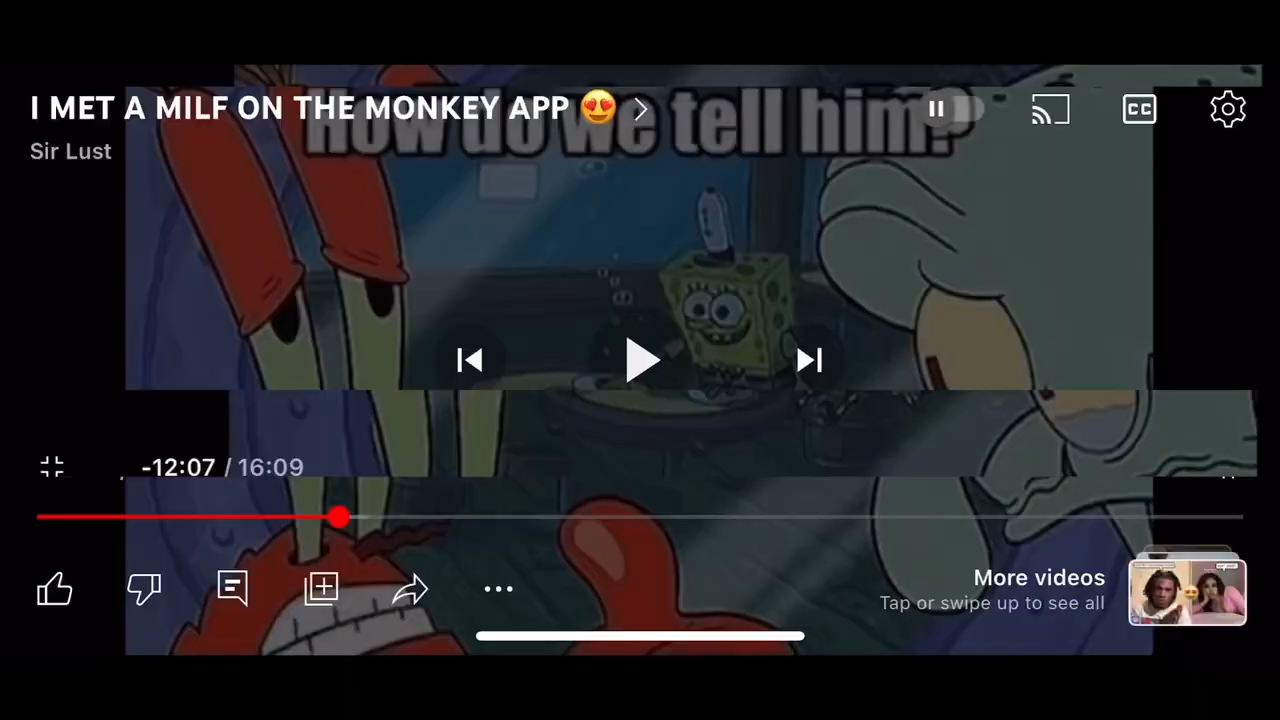 I MET A MILF ON THE MONKEY APP 😍
How do we tell him?
Sir Lust
CC
-12:07 / 16:09
More videos
Tap or swipe up to see all